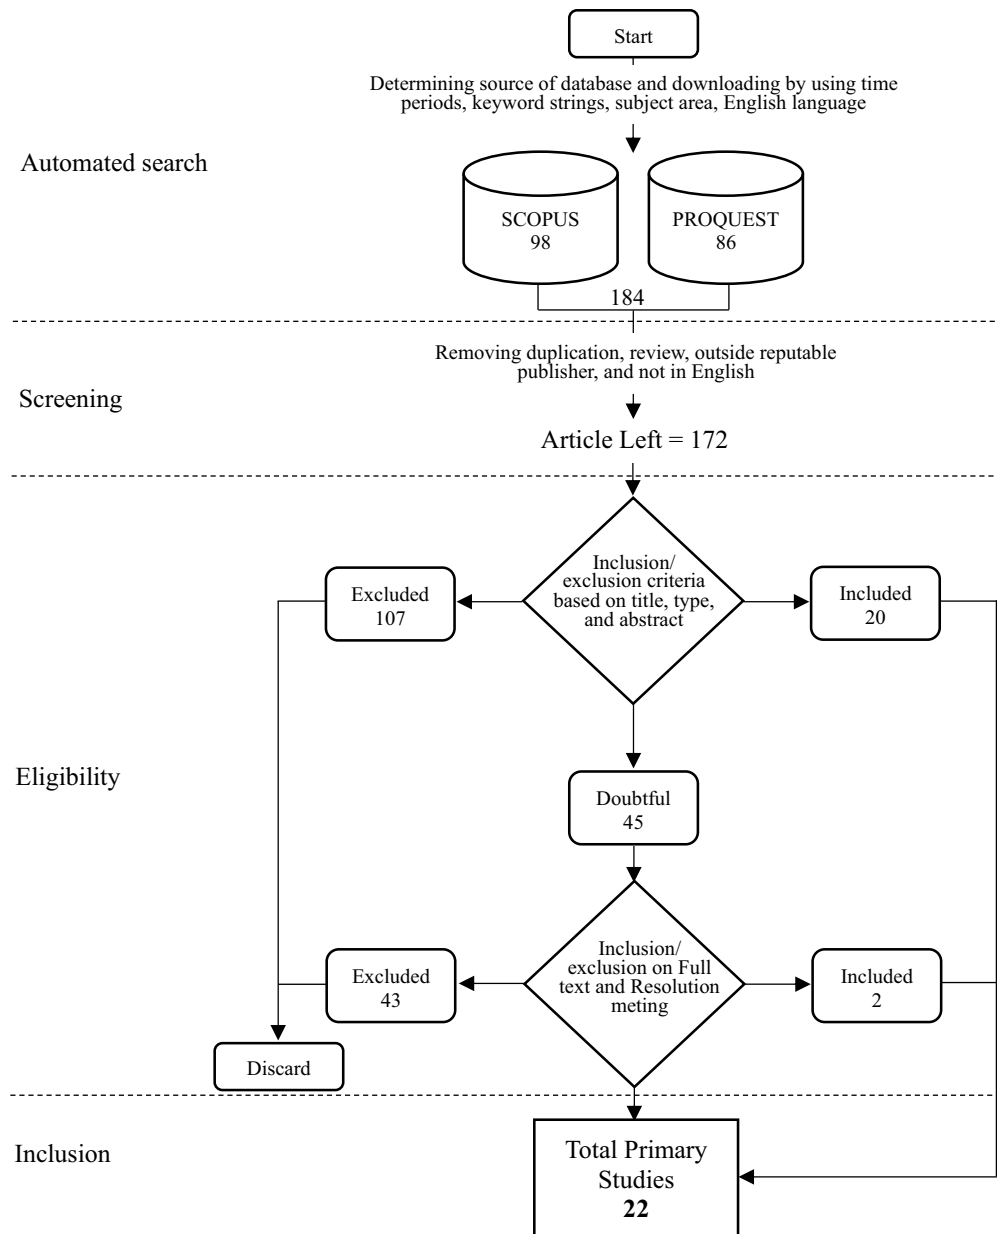 Start
Determining source of database and downloading by using time
periods, keyword strings, subject area, English language
Automated search
SCOPUS
98
PROQUEST
86
184
Removing duplication, review, outside reputable
publisher, and not in English
Screening
Article Left = 172
Inclusion/
exclusion criteria
based on title, type,
and abstract
Excluded
107
Included
20
Eligibility
Doubtful
45
Inclusion/
exclusion on Full
text and Resolution
meting
Excluded
43
Included
2
Discard
Inclusion
Total Primary
Studies
22